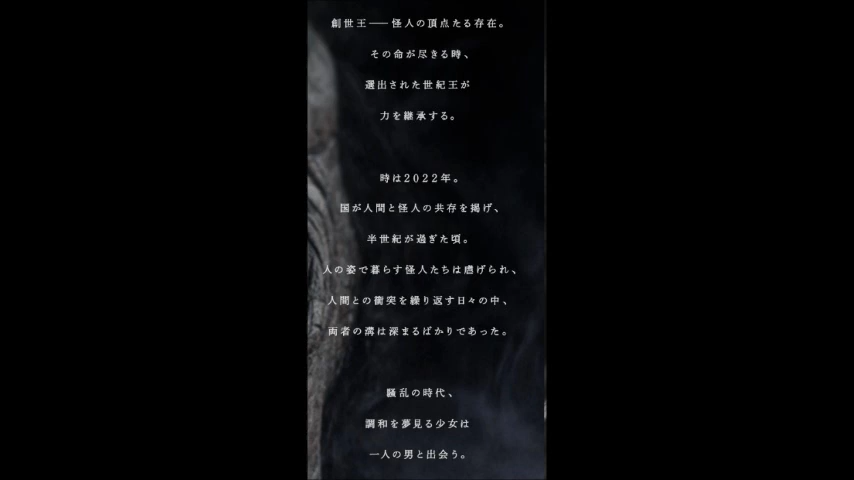 創世王──怪人の頂点たる存在。
その命が尽きる時、
選出された世紀王が
力を継承する。
時は2022年。
国が人間と怪人の共存を掲げ、
半世紀が過ぎた頃。
人の姿で暮らす怪人たちは虐げられ、
人間との衝突を繰り返す日々の中、
両者の溝は深まるばかりであった。
騒乱の時代、
調和を夢見る少女は
一人の男と出会う。